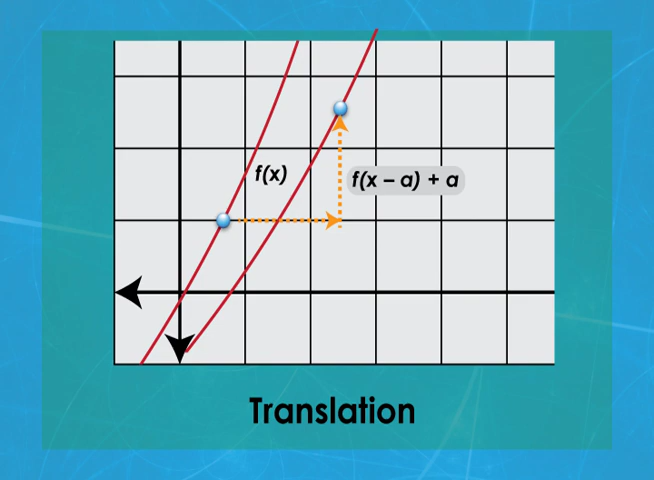 f(x)
f(x – a) + a
Translation